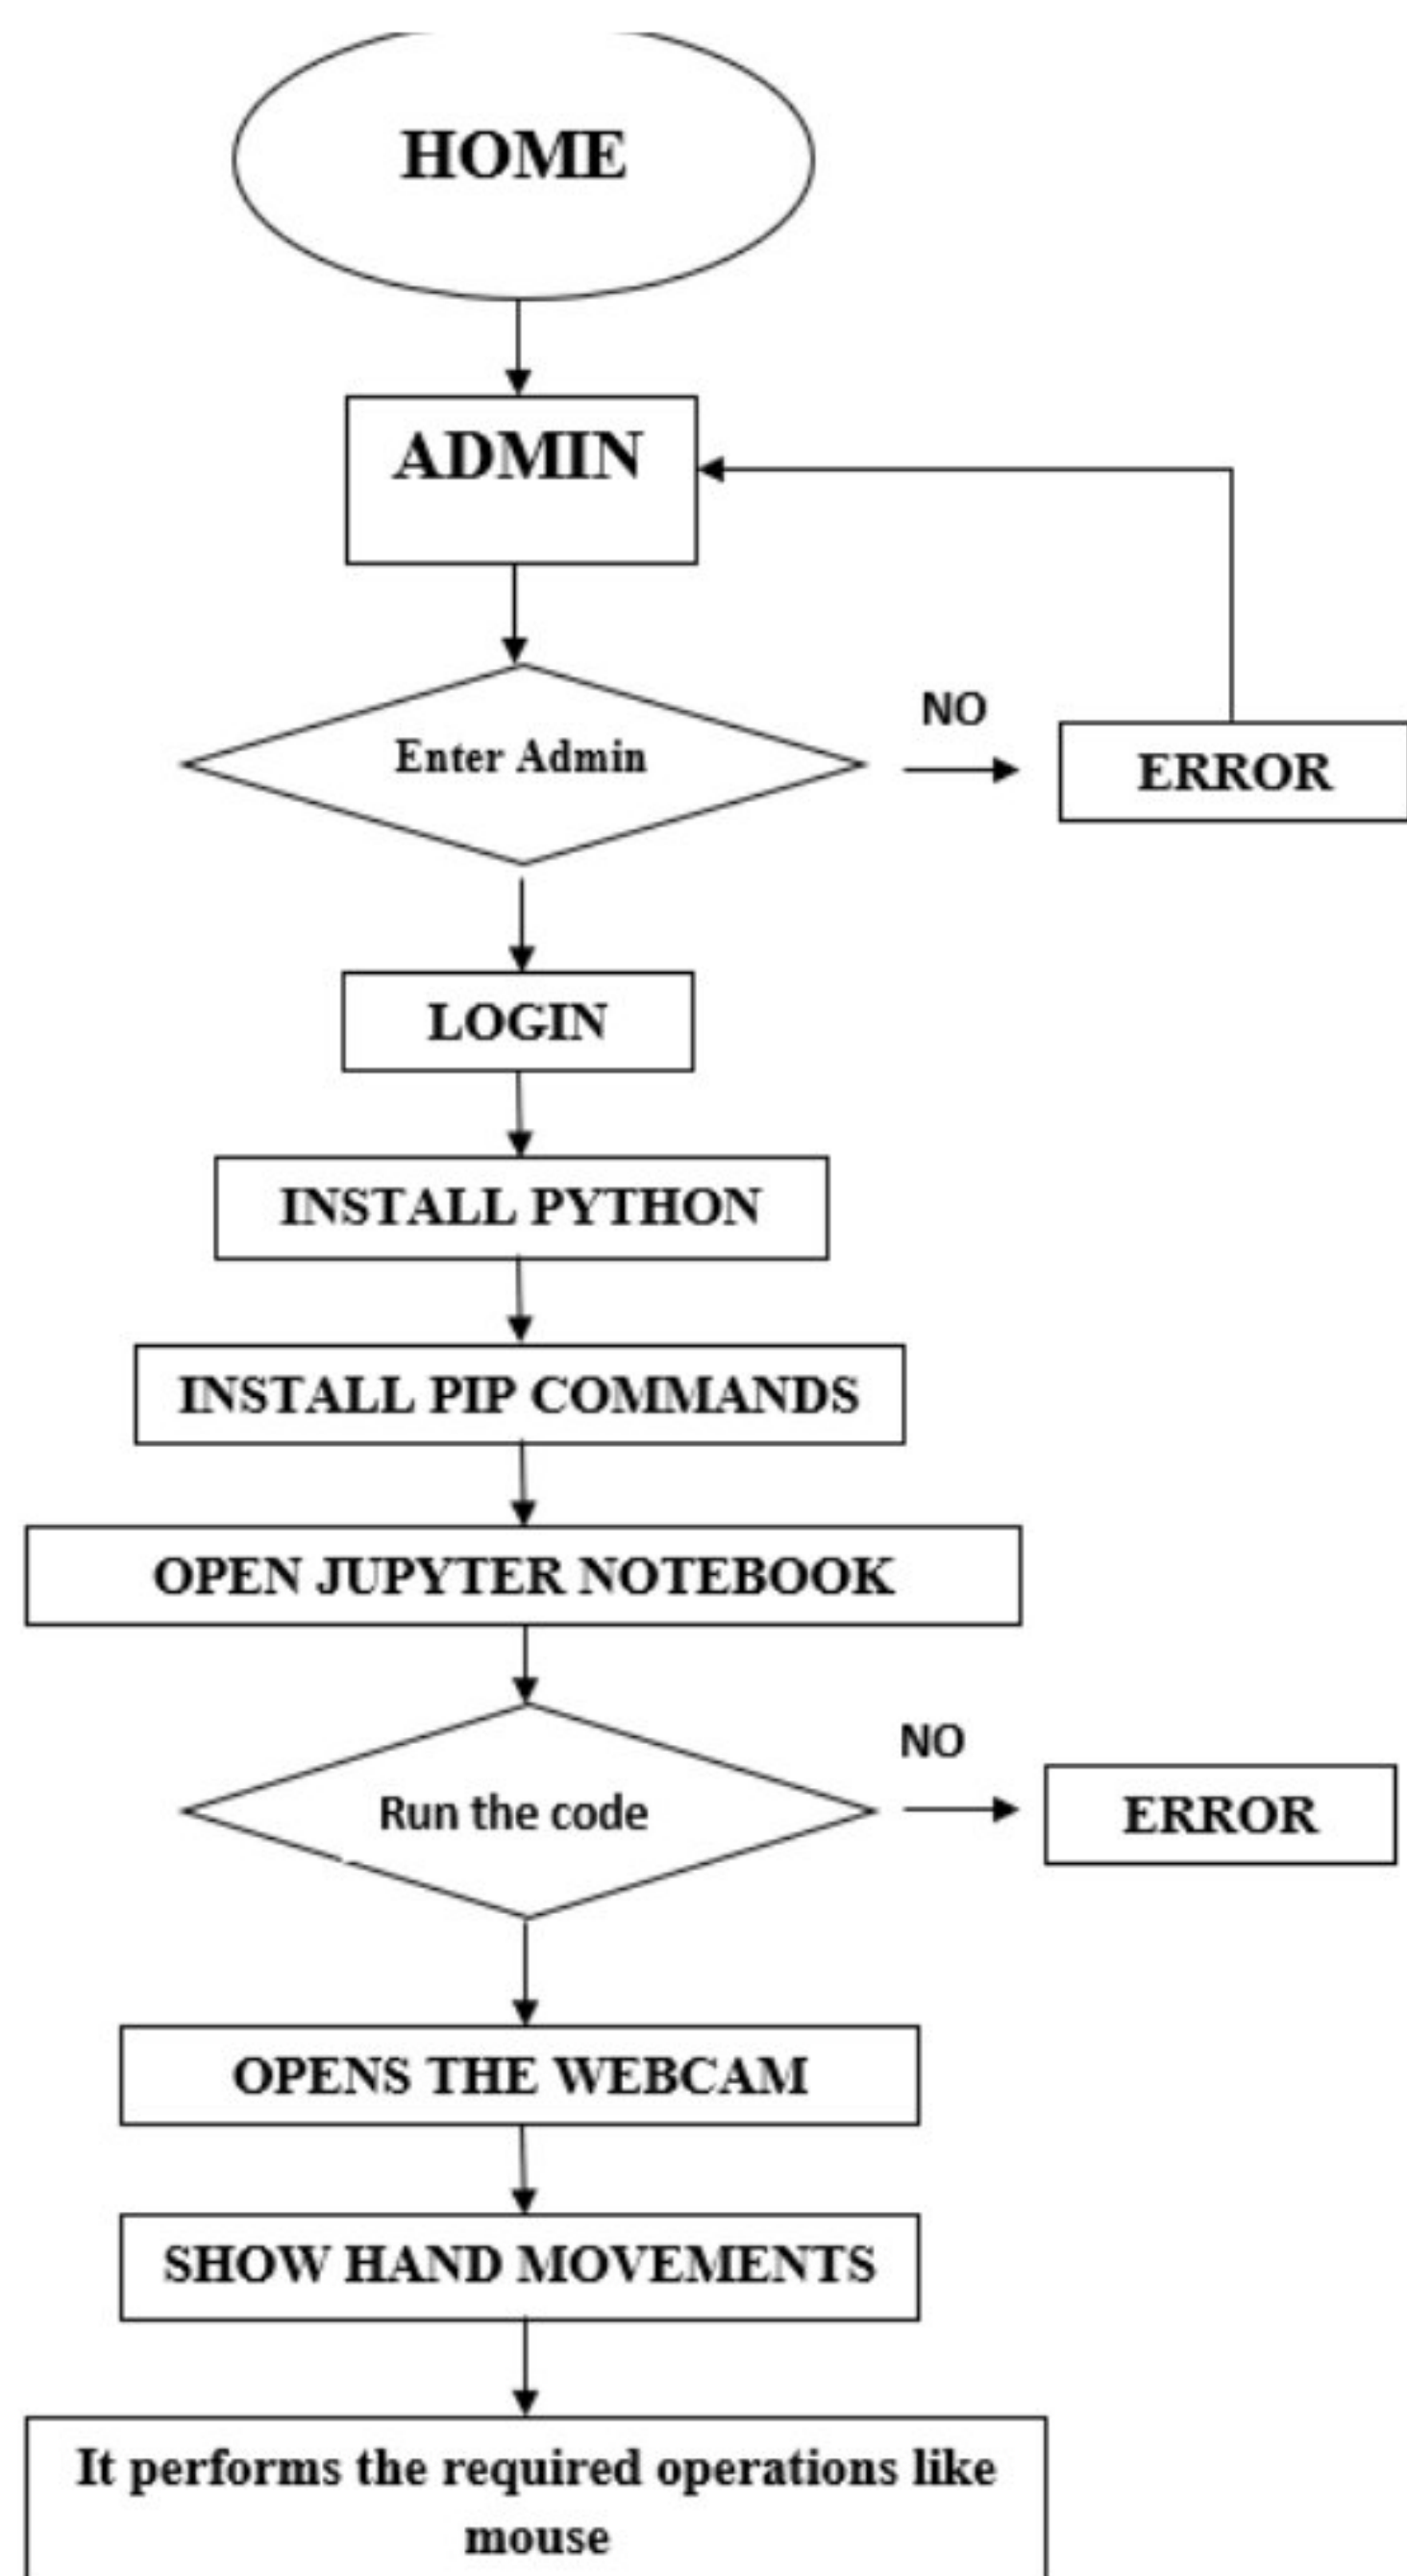 HOME
ADMIN
Enter Admin
NO
ERROR
LOGIN
INSTALL PYTHON
INSTALL PIP COMMANDS
OPEN JUPYTER NOTEBOOK
Run the code
NO
ERROR
OPENS THE WEBCAM
SHOW HAND MOVEMENTS
It performs the required operations like
mouse